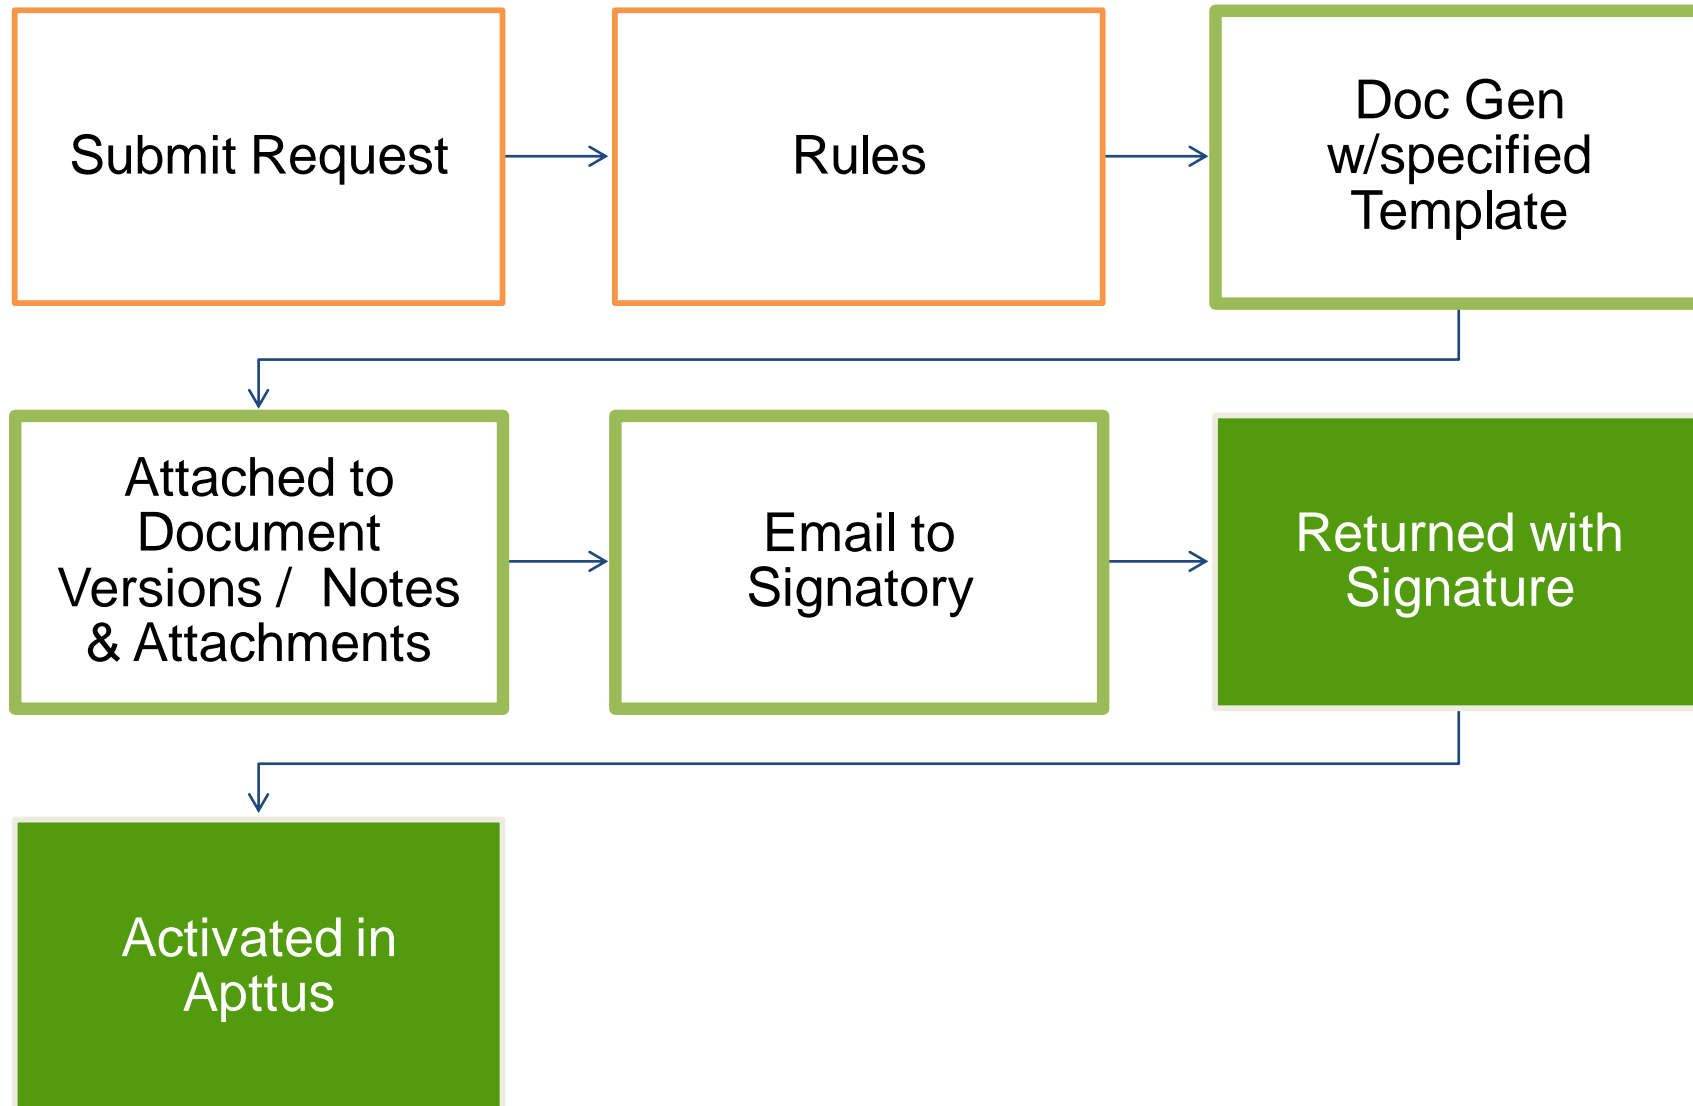 Submit Request
Rules
Doc Gen
w/specified
Template
Attached to
Document
Versions /  Notes
& Attachments
Email to
Signatory
Returned with
Signature
Activated in
Apttus